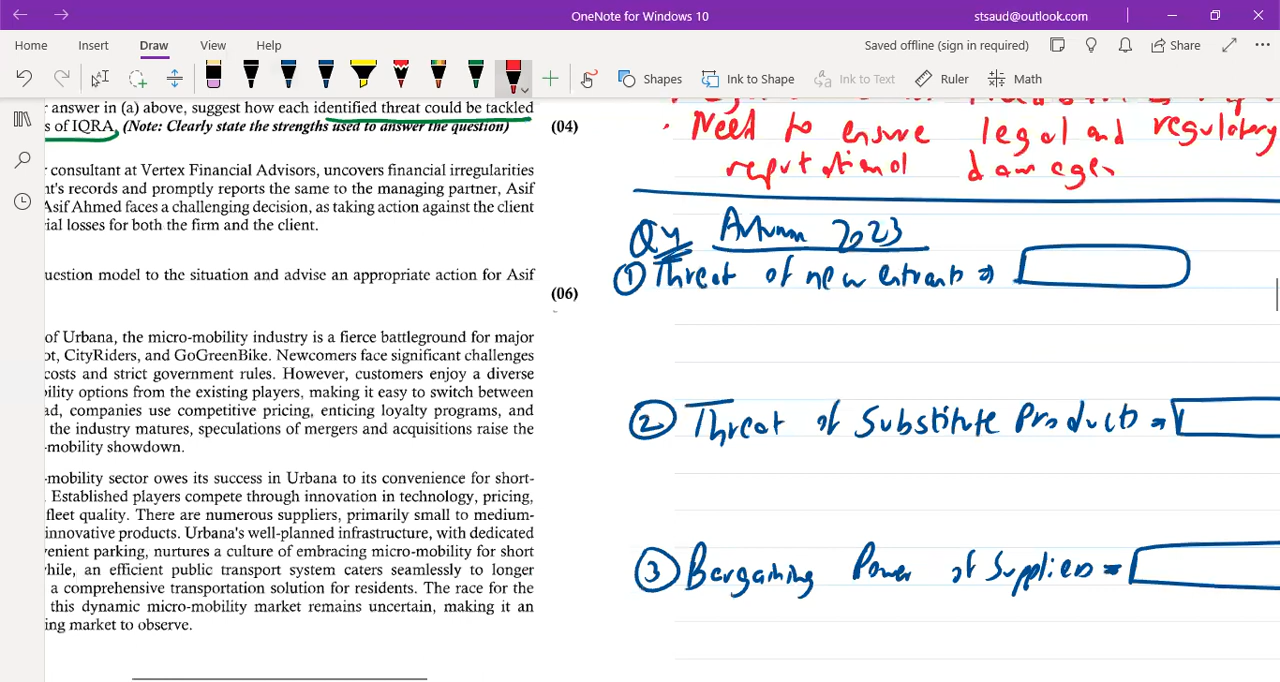 OneNote for Windows 10
stsaud@outlook.com
Home Insert Draw View Help
Saved offline (sign in required)
Share
Shapes
Ink to Shape
Ink to Text
Ruler
Math
r answer in (a) above, suggest how each identified threat could be tackled
s of IQRA. (Note: Clearly state the strengths used to answer the question) (04)
consultant at Vertex Financial Advisors, uncovers financial irregularities
nt's records and promptly reports the same to the managing partner, Asif
Asif Ahmed faces a challenging decision, as taking action against the client
ial losses for both the firm and the client.
uestion model to the situation and advise an appropriate action for Asif
(06)
of Urbana, the micro-mobility industry is a fierce battleground for major
ot, CityRiders, and GoGreenBike. Newcomers face significant challenges
costs and strict government rules. However, customers enjoy a diverse
bility options from the existing players, making it easy to switch between
ad, companies use competitive pricing, enticing loyalty programs, and
the industry matures, speculations of mergers and acquisitions raise the
-mobility showdown.
-mobility sector owes its success in Urbana to its convenience for short-
Established players compete through innovation in technology, pricing,
fleet quality. There are numerous suppliers, primarily small to medium-
innovative products. Urbana's well-planned infrastructure, with dedicated
venient parking, nurtures a culture of embracing micro-mobility for short
hile, an efficient public transport system caters seamlessly to longer
a comprehensive transportation solution for residents. The race for the
this dynamic micro-mobility market remains uncertain, making it an
ing market to observe.
· Need to ensure legal and regulatory
reputational damages
Q4 Autumn 2023
① Threat of new entrants ⇒
② Threat of Substitute Products ⇒
③ Bargaining Power of Suppliers ⇒